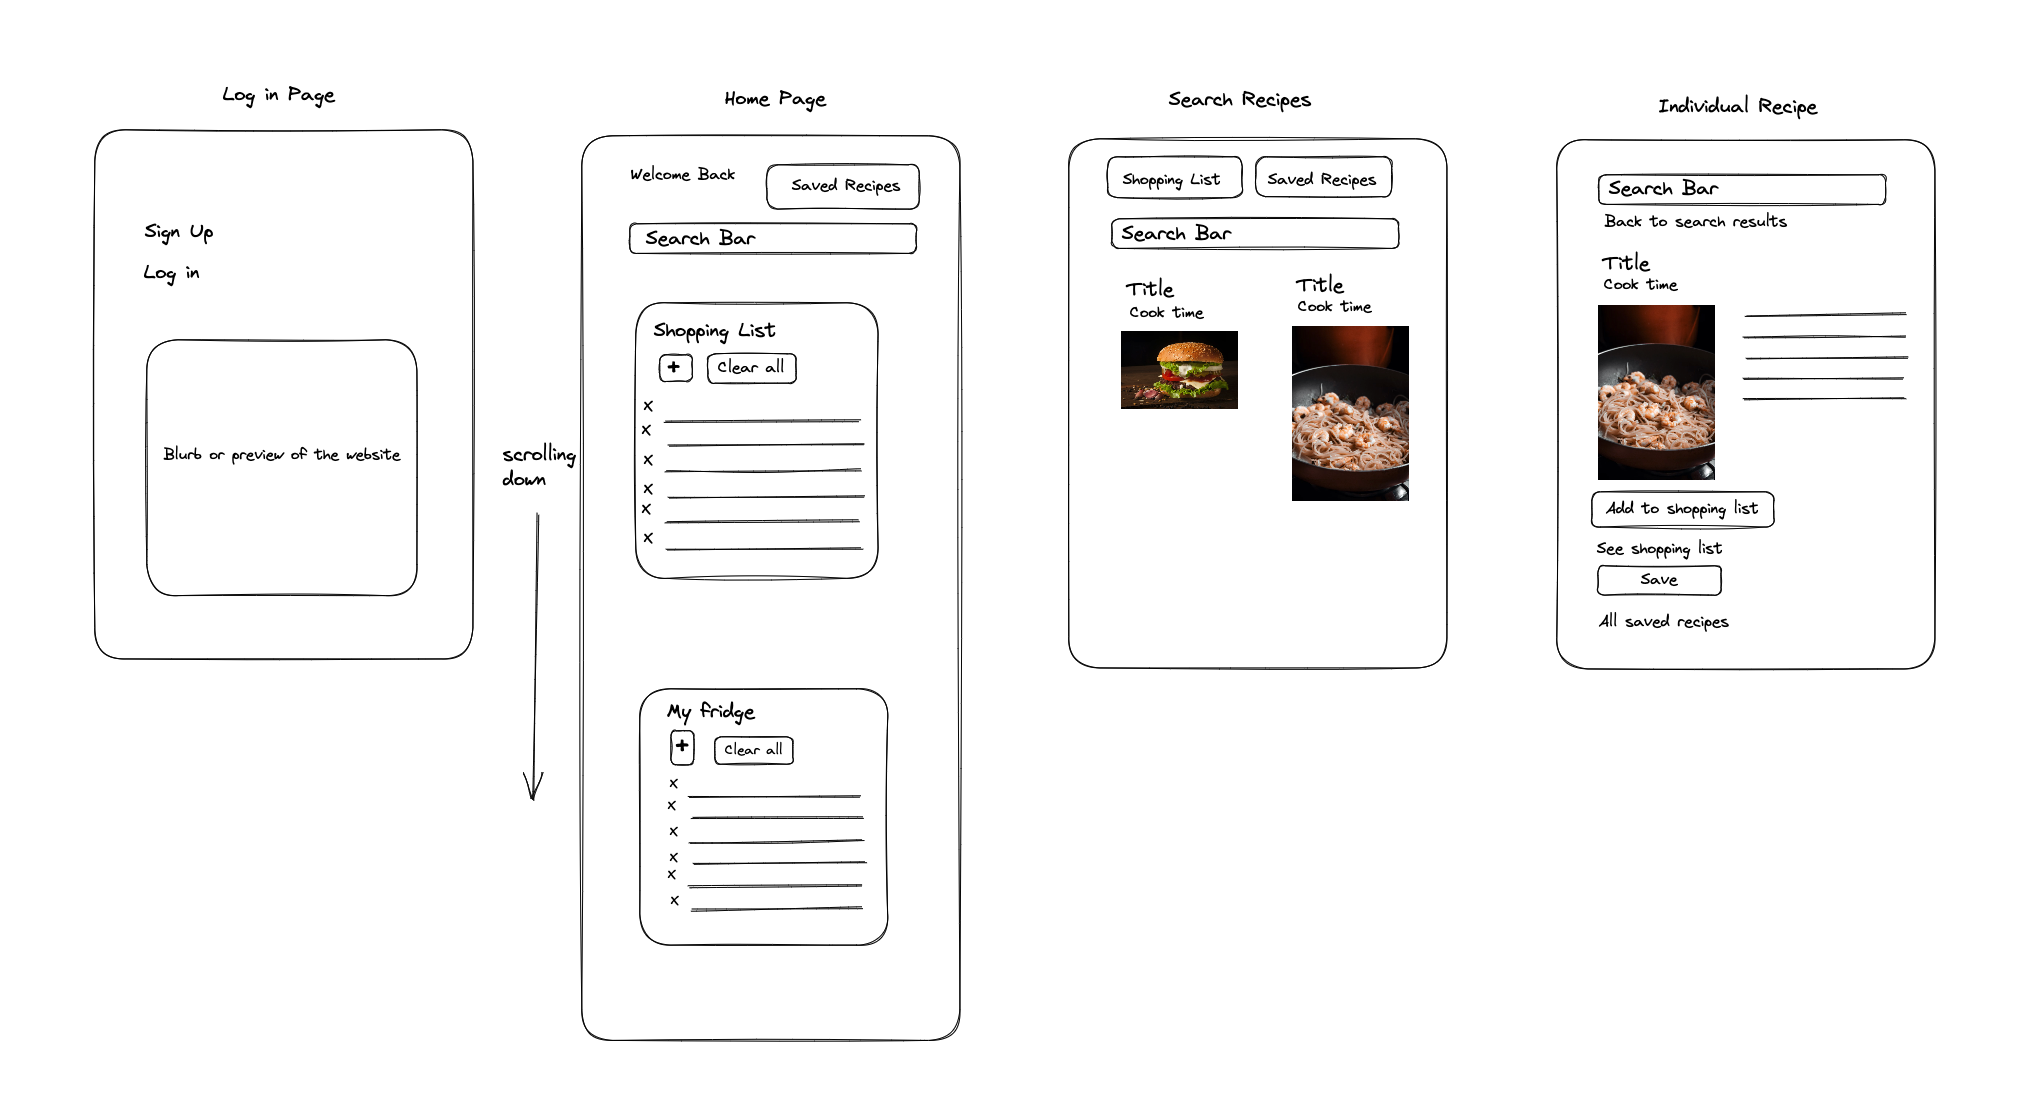 Log in Page
Sign Up
Log in
Blurb or preview of the website
scrolling
down
Home Page
Welcome Back
Saved Recipes
Search Bar
Shopping List
+
Clear all
x
x
x
x
x
x
My fridge
+
Clear all
x
x
x
x
x
x
Search Recipes
Shopping List
Saved Recipes
Search Bar
Title
Cook time
Title
Cook time
Individual Recipe
Search Bar
Back to search results
Title
Cook time
Add to shopping list
See shopping list
Save
All saved recipes